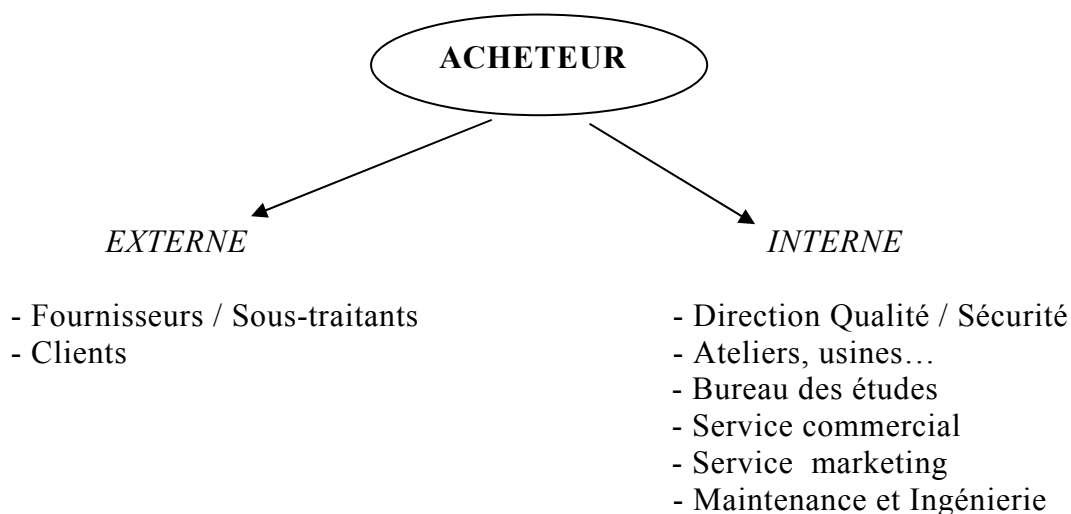 ACHETEUR
EXTERNE
INTERNE
- Fournisseurs / Sous-traitants
- Clients
- Direction Qualité / Sécurité
- Ateliers, usines…
- Bureau des études
- Service commercial
- Service marketing
- Maintenance et Ingénierie